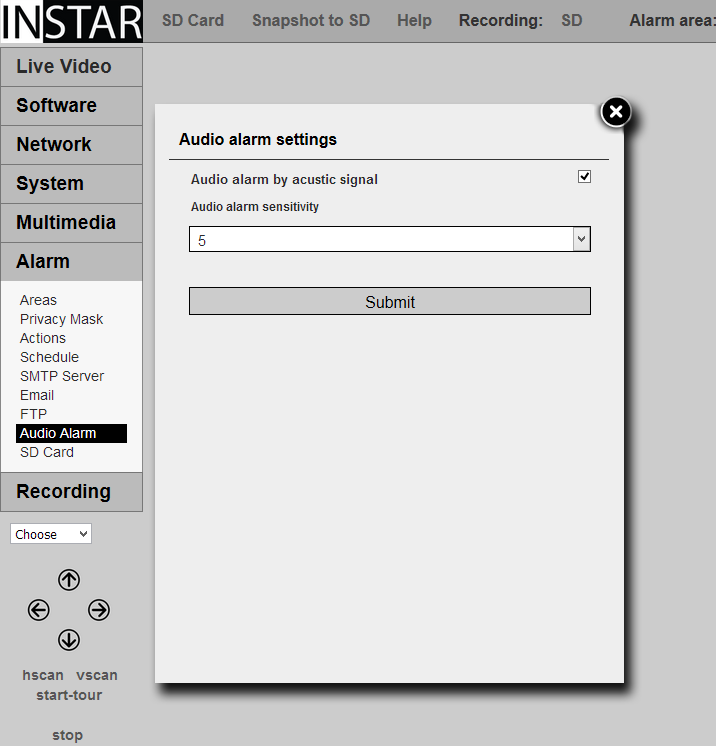 INSTAR
SD Card Snapshot to SD Help Recording: SD Alarm area:
Live Video
Software
Network
System
Multimedia
Alarm
Areas
Privacy Mask
Actions
Schedule
SMTP Server
Email
FTP
Audio Alarm
SD Card
Recording
Choose
hscan vscan
start-tour
stop
Audio alarm settings
Audio alarm by acustic signal
Audio alarm sensitivity
5
Submit